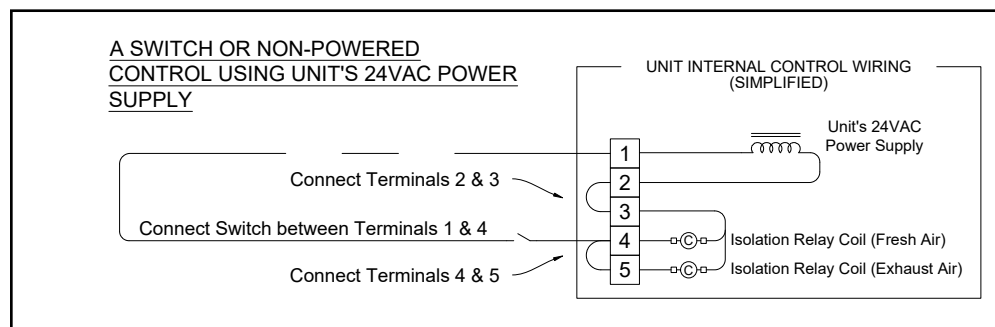 A SWITCH OR NON-POWERED
CONTROL USING UNIT'S 24VAC POWER
SUPPLY
UNIT INTERNAL CONTROL WIRING
(SIMPLIFIED)
Unit's 24VAC
Power Supply
1
2
3
4
5
Connect Terminals 2 & 3
Connect Switch between Terminals 1 & 4
Connect Terminals 4 & 5
C Isolation Relay Coil (Fresh Air)
C Isolation Relay Coil (Exhaust Air)